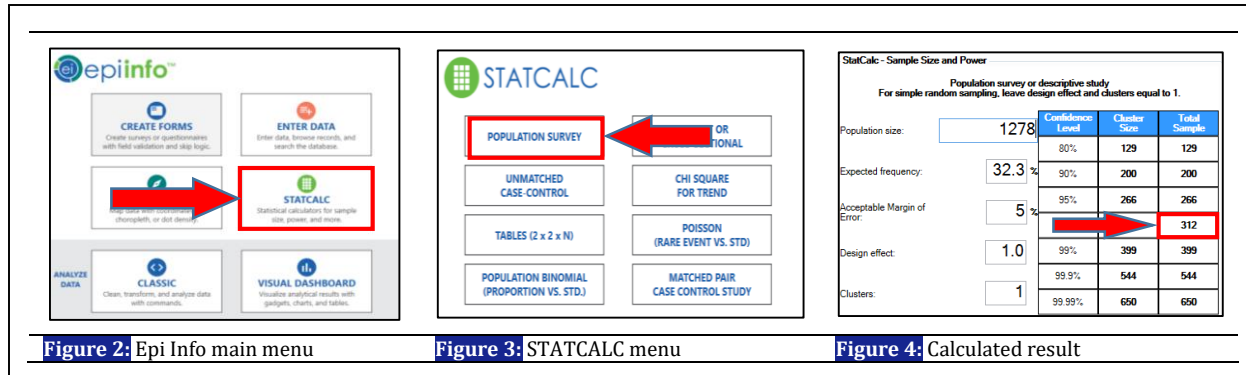 epi info™
CREATE FORMS
Create surveys or questionnaires
with field validation and skip logic.
ENTER DATA
Enter data, browse records, and
search the database.
Map data with coordinate,
choropleth, or dot density.
STATCALC
Statistical calculators for sample
size, power, and more.
ANALYZE
DATA
CLASSIC
Clean, transform, and analyze data
with commands.
VISUAL DASHBOARD
Visualize analytical results with
gadgets, charts, and tables.
Figure 2: Epi Info main menu
STATCALC
POPULATION SURVEY
OR
UNMATCHED
CASE-CONTROL
CHI SQUARE
FOR TREND
TABLES (2 x 2 x N)
POISSON
(RARE EVENT VS. STD)
POPULATION BINOMIAL
(PROPORTION VS. STD.)
MATCHED PAIR
CASE CONTROL STUDY
Figure 3: STATCALC menu
StatCalc - Sample Size and Power
Population survey or descriptive study
For simple random sampling, leave design effect and clusters equal to 1.
Population size: 1278
Expected frequency: 32.3 %
Acceptable Margin of
Error: 5 %
Design effect: 1.0
Clusters: 1
Confidence Level Cluster Size Total Sample
80% 129 129
90% 200 200
95% 266 266
312
99% 399 399
99.9% 544 544
99.99% 650 650
Figure 4: Calculated result